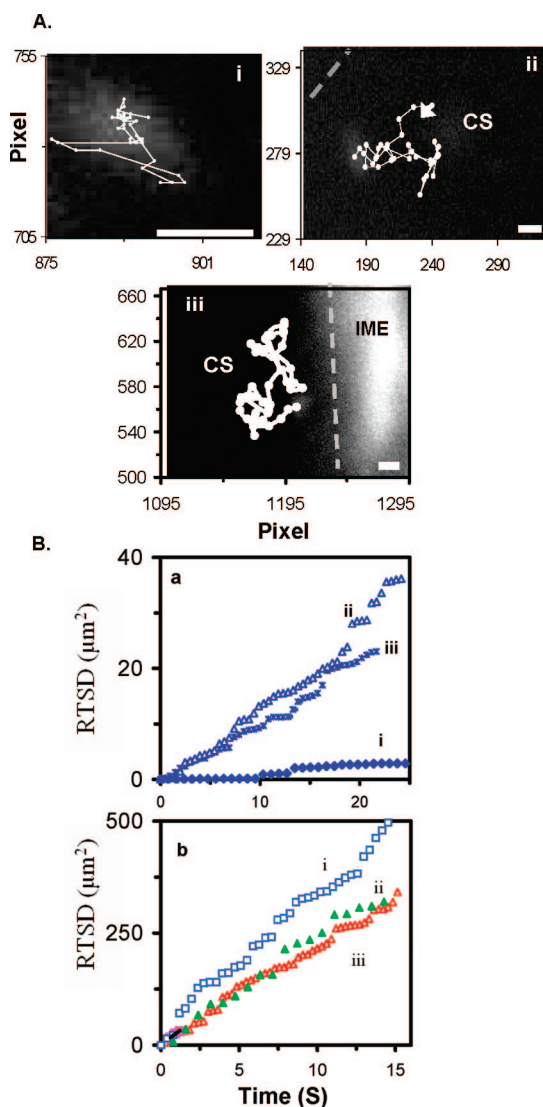 A.
755
i
Pixel
705
875 901
329
ii
CS
279
229
140 190 240 290
660
iii
IME
620
CS
580
540
500
1095 1195 1295
Pixel
B.
40
a
ii
RTSD (µm²)
20
iii
i
0
0 10 20
500
b
i
RTSD (µm²)
ii
250
iii
0
0 5 10 15
Time (S)